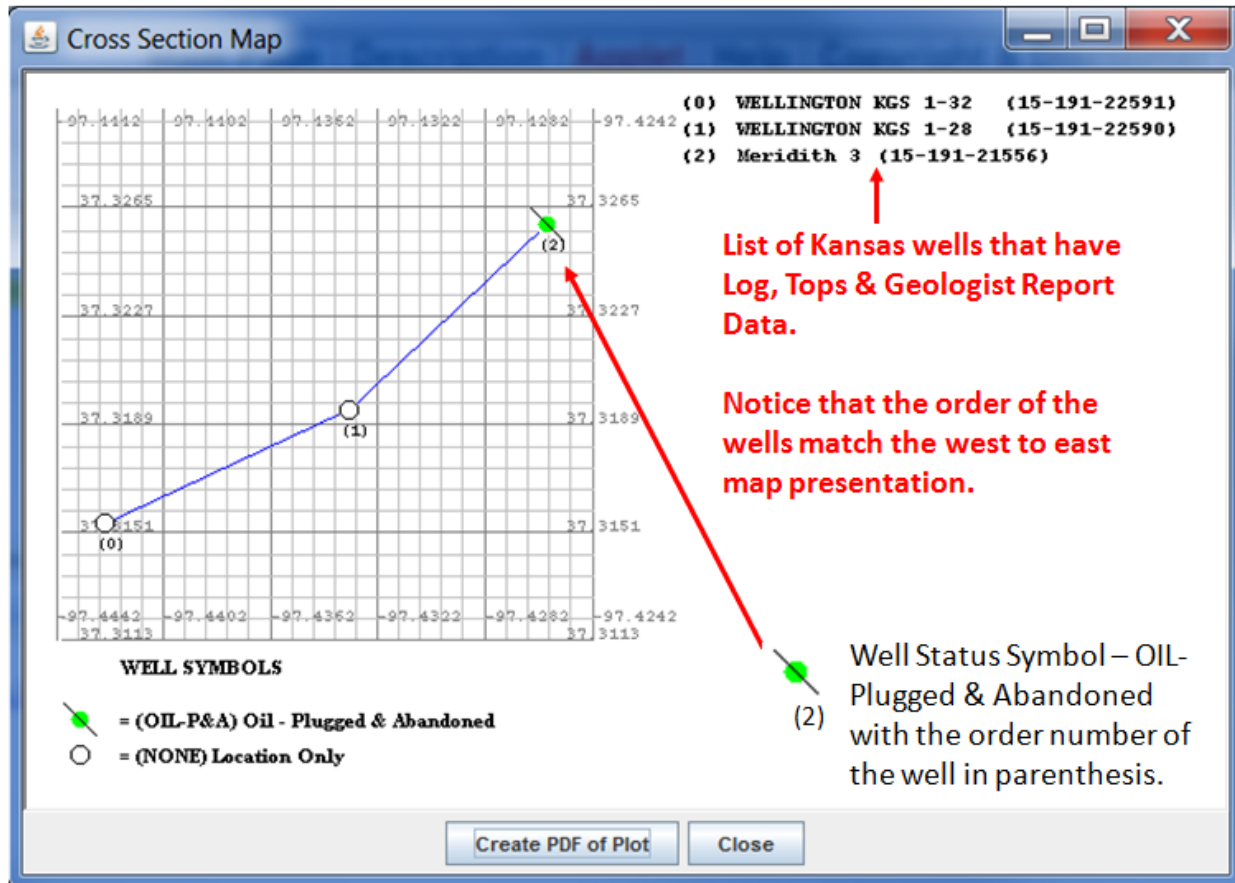 Cross Section Map
(0) WELLINGTON KGS 1-32 (15-191-22591)
(1) WELLINGTON KGS 1-28 (15-191-22590)
(2) Meridith 3 (15-191-21556)
-97.4442 -97.4402 -97.4362 -97.4322 -97.4282 -97.4242
37.3265 37.3265
(2)
37.3227 37.3227
37.3189 37.3189
(1)
37.3151 37.3151
(0)
-97.4442 -97.4402 -97.4362 -97.4322 -97.4282 -97.4242
37.3113 37.3113
List of Kansas wells that have
Log, Tops & Geologist Report
Data.
Notice that the order of the
wells match the west to east
map presentation.
WELL SYMBOLS
= (OIL-P&A) Oil - Plugged & Abandoned
= (NONE) Location Only
(2)
Well Status Symbol – OIL-
Plugged & Abandoned
with the order number of
the well in parenthesis.
Create PDF of Plot
Close